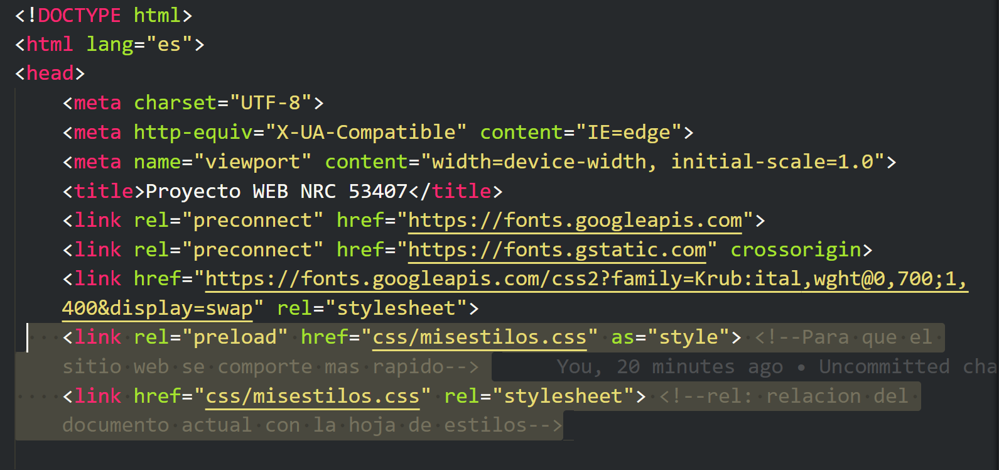 <!DOCTYPE html>
<html lang="es">
<head>
<meta charset="UTF-8">
<meta http-equiv="X-UA-Compatible" content="IE=edge">
<meta name="viewport" content="width=device-width, initial-scale=1.0">
<title>Proyecto WEB NRC 53407</title>
<link rel="preconnect" href="https://fonts.googleapis.com">
<link rel="preconnect" href="https://fonts.gstatic.com" crossorigin>
<link href="https://fonts.googleapis.com/css2?family=Krub:ital,wght@0,700;1,
400&display=swap" rel="stylesheet">
<link rel="preload" href="css/misestilos.css" as="style"> <!--Para que el
sitio web se comporte mas rapido--> You, 20 minutes ago • Uncommitted cha
<link href="css/misestilos.css" rel="stylesheet"> <!--rel: relacion del
documento actual con la hoja de estilos-->